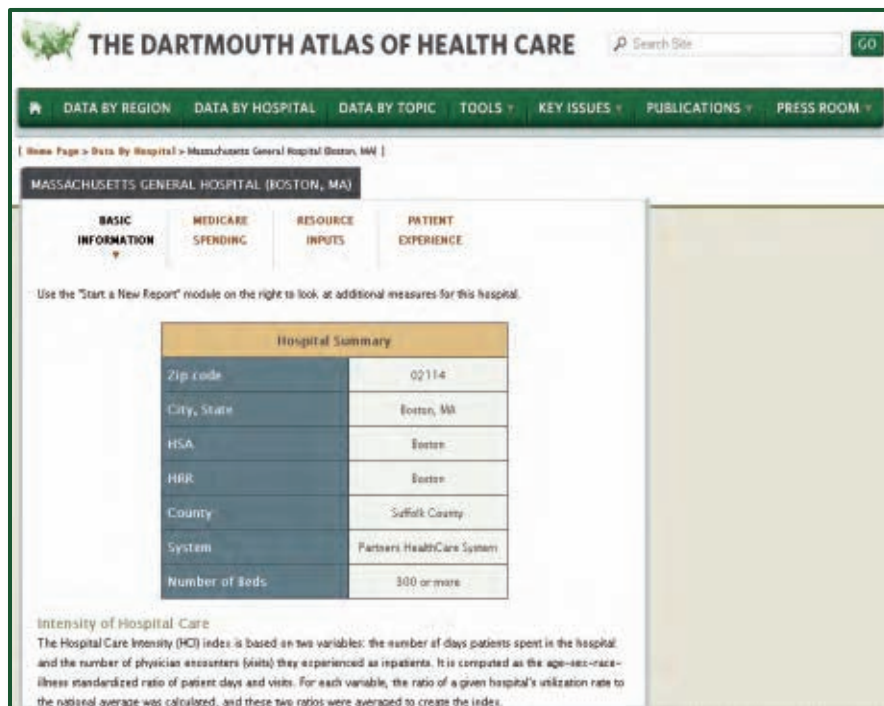 THE DARTMOUTH ATLAS OF HEALTH CARE
Search Site
GO
DATA BY REGION DATA BY HOSPITAL DATA BY TOPIC TOOLS KEY ISSUES PUBLICATIONS PRESS ROOM
[ Home Page > Data By Hospital > Massachusetts General Hospital (Boston, MA) ]
MASSACHUSETTS GENERAL HOSPITAL (BOSTON, MA)
BASIC INFORMATION
MEDICARE SPENDING
RESOURCE INPUTS
PATIENT EXPERIENCE
Use the "Start a New Report" module on the right to look at additional measures for this hospital.
Hospital Summary
Zip code 02114
City, State Boston, MA
HSA Boston
HRR Boston
County Suffolk County
System Partners HealthCare System
Number of Beds 300 or more
Intensity of Hospital Care
The Hospital Care Intensity (HCI) index is based on two variables: the number of days patients spent in the hospital
and the number of physician encounters (visits) they experienced as inpatients. It is computed as the age-sex-race-
illness standardized ratio of patient days and visits. For each variable, the ratio of a given hospital's utilization rate to
the national average was calculated, and these two ratios were averaged to create the index.